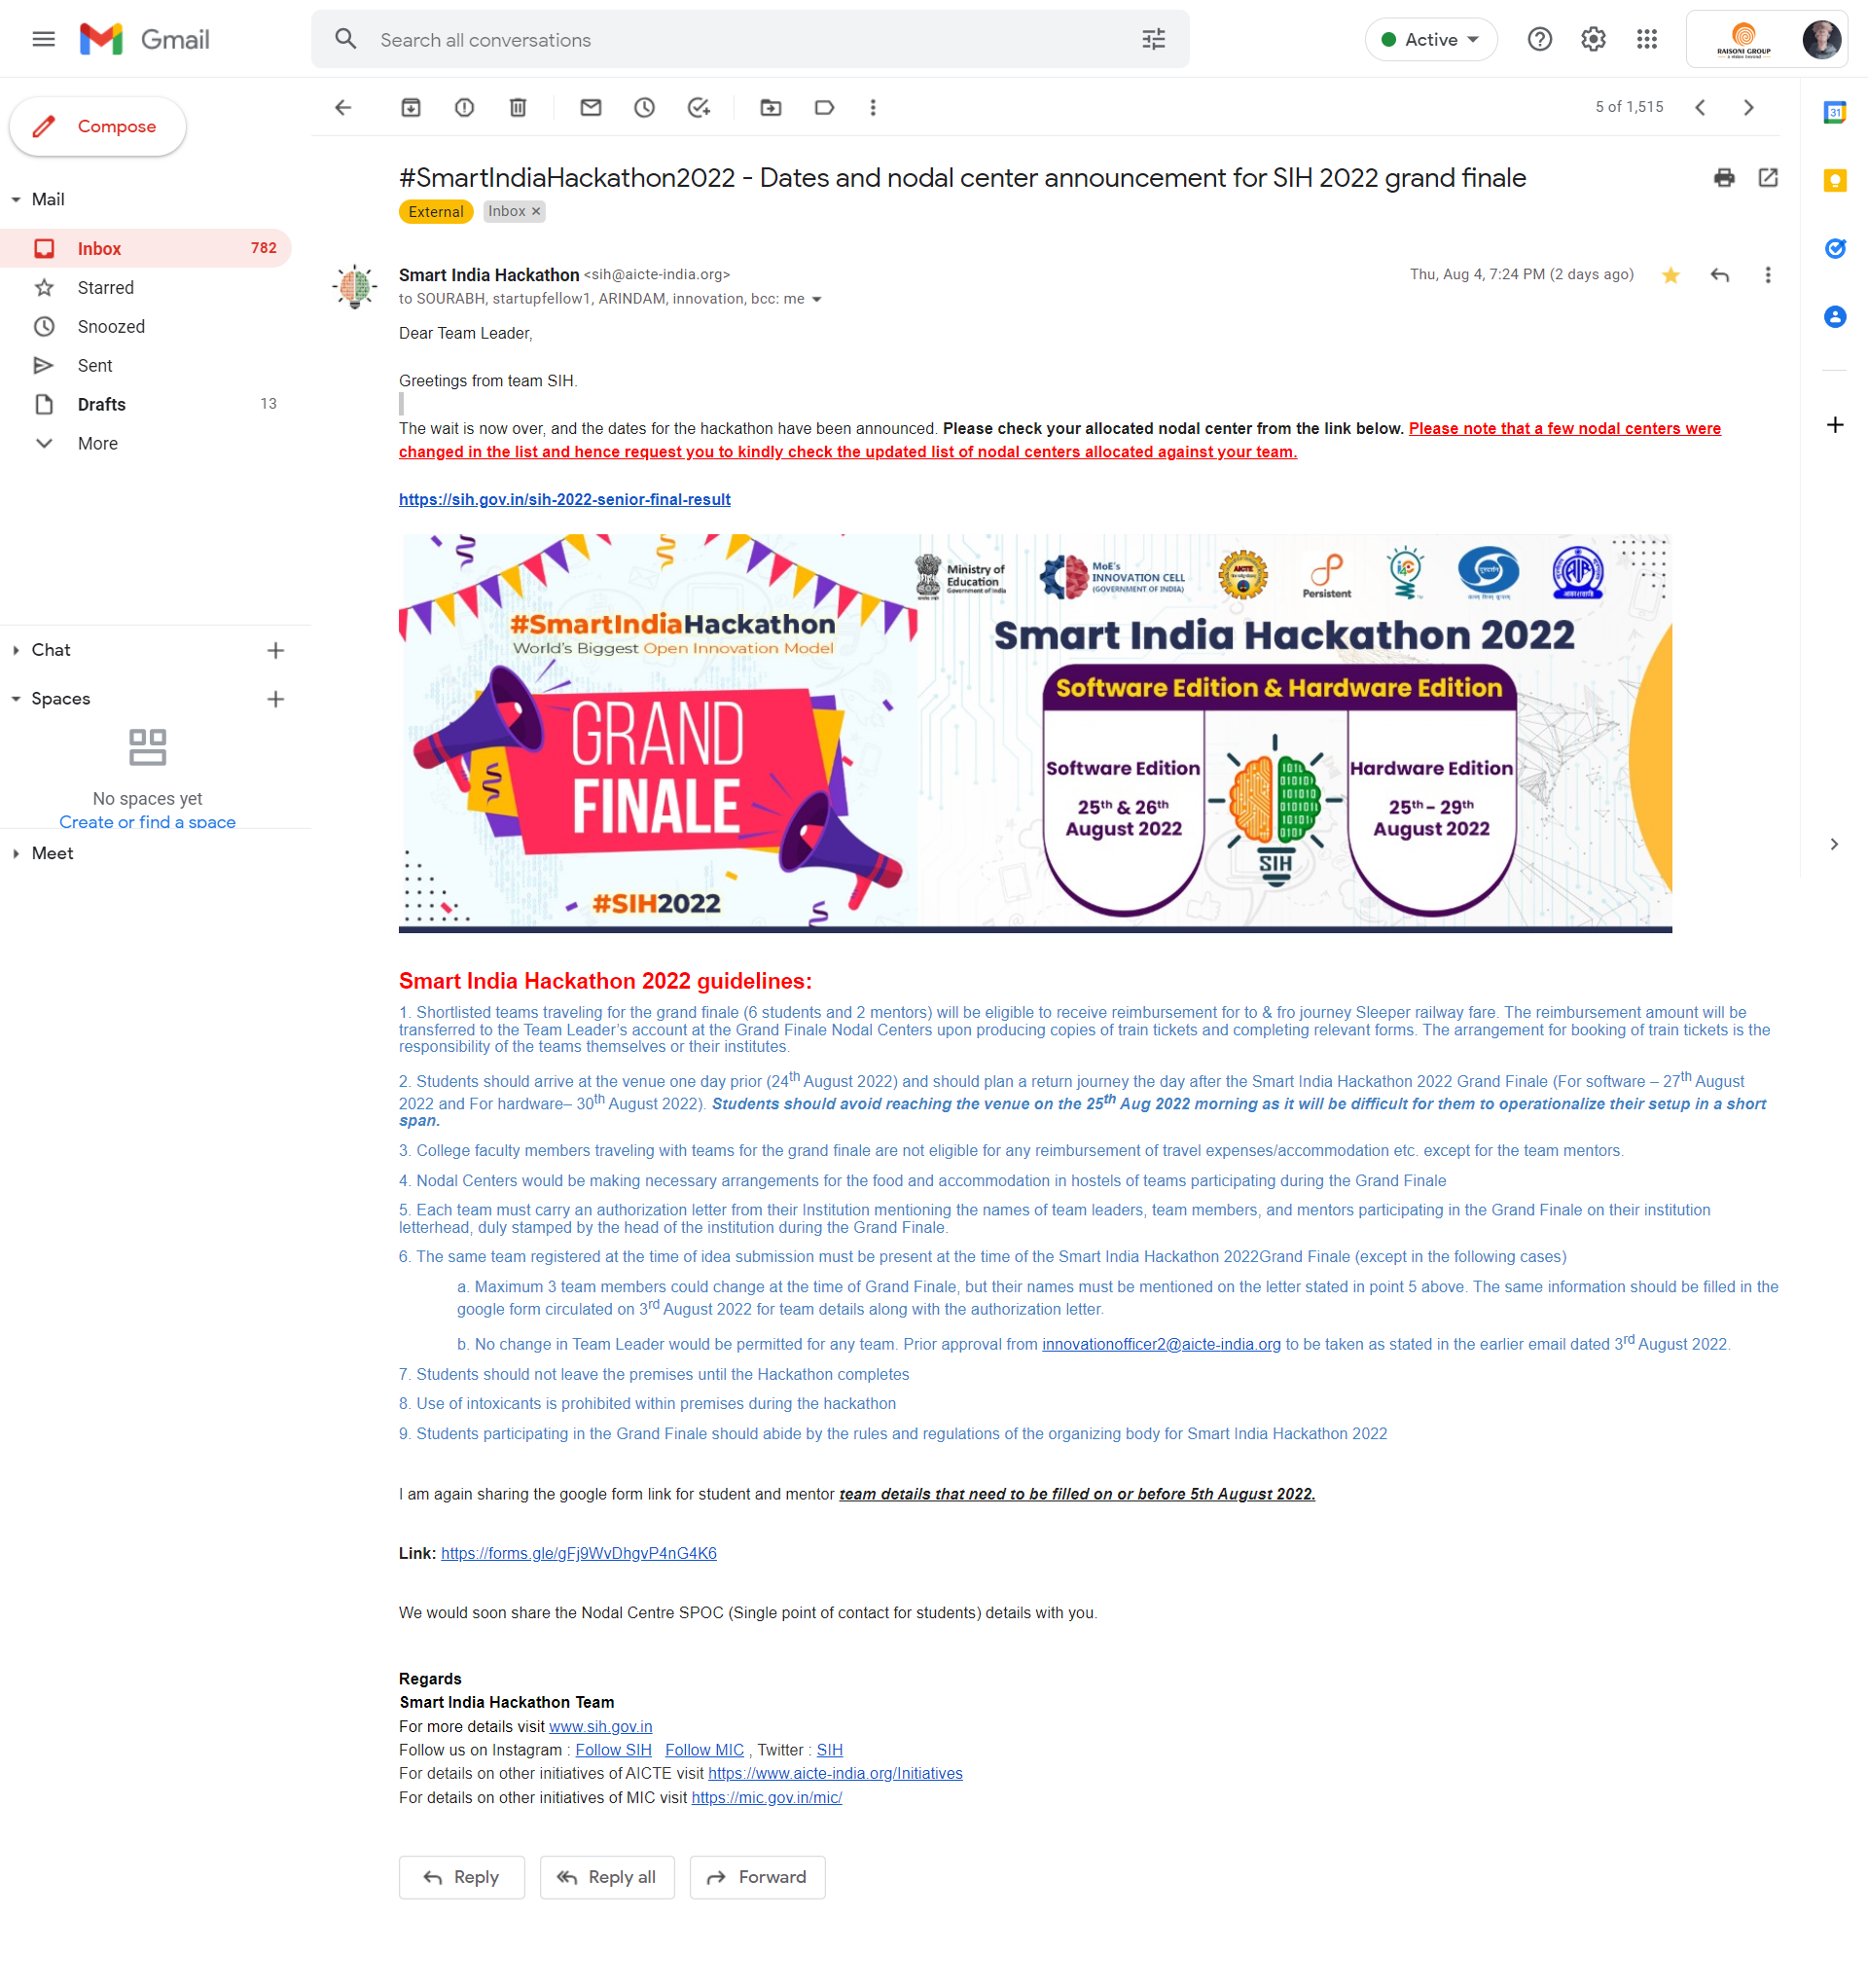 Gmail
Search all conversations
Active
RAISONI GROUP
a vision beyond
Compose
5 of 1,515
31
Mail
Inbox 782
Starred
Snoozed
Sent
Drafts 13
More
Chat
Spaces
No spaces yet
Create or find a space
Meet
#SmartIndiaHackathon2022 - Dates and nodal center announcement for SIH 2022 grand finale
External Inbox ×
Smart India Hackathon <sih@aicte-india.org> Thu, Aug 4, 7:24 PM (2 days ago)
to SOURABH, startupfellow1, ARINDAM, innovation, bcc: me
Dear Team Leader,
Greetings from team SIH.
The wait is now over, and the dates for the hackathon have been announced. Please check your allocated nodal center from the link below. Please note that a few nodal centers were
changed in the list and hence request you to kindly check the updated list of nodal centers allocated against your team.
https://sih.gov.in/sih-2022-senior-final-result
#SmartIndiaHackathon
World's Biggest Open Innovation Model
GRAND
FINALE
#SIH2022
Ministry of
Education
Government of India
MoE's
INNOVATION CELL
(GOVERNMENT OF INDIA)
AICTE
Persistent
AIR
Smart India Hackathon 2022
Software Edition & Hardware Edition
Software Edition
25th & 26th
August 2022
SIH
Hardware Edition
25th - 29th
August 2022
Smart India Hackathon 2022 guidelines:
1. Shortlisted teams traveling for the grand finale (6 students and 2 mentors) will be eligible to receive reimbursement for to & fro journey Sleeper railway fare. The reimbursement amount will be
transferred to the Team Leader’s account at the Grand Finale Nodal Centers upon producing copies of train tickets and completing relevant forms. The arrangement for booking of train tickets is the
responsibility of the teams themselves or their institutes.
2. Students should arrive at the venue one day prior (24th August 2022) and should plan a return journey the day after the Smart India Hackathon 2022 Grand Finale (For software – 27th August
2022 and For hardware– 30th August 2022). Students should avoid reaching the venue on the 25th Aug 2022 morning as it will be difficult for them to operationalize their setup in a short
span.
3. College faculty members traveling with teams for the grand finale are not eligible for any reimbursement of travel expenses/accommodation etc. except for the team mentors.
4. Nodal Centers would be making necessary arrangements for the food and accommodation in hostels of teams participating during the Grand Finale
5. Each team must carry an authorization letter from their Institution mentioning the names of team leaders, team members, and mentors participating in the Grand Finale on their institution
letterhead, duly stamped by the head of the institution during the Grand Finale.
6. The same team registered at the time of idea submission must be present at the time of the Smart India Hackathon 2022Grand Finale (except in the following cases)
a. Maximum 3 team members could change at the time of Grand Finale, but their names must be mentioned on the letter stated in point 5 above. The same information should be filled in the
google form circulated on 3rd August 2022 for team details along with the authorization letter.
b. No change in Team Leader would be permitted for any team. Prior approval from innovationofficer2@aicte-india.org to be taken as stated in the earlier email dated 3rd August 2022.
7. Students should not leave the premises until the Hackathon completes
8. Use of intoxicants is prohibited within premises during the hackathon
9. Students participating in the Grand Finale should abide by the rules and regulations of the organizing body for Smart India Hackathon 2022
I am again sharing the google form link for student and mentor team details that need to be filled on or before 5th August 2022.
Link: https://forms.gle/gFj9WvDhgvP4nG4K6
We would soon share the Nodal Centre SPOC (Single point of contact for students) details with you.
Regards
Smart India Hackathon Team
For more details visit www.sih.gov.in
Follow us on Instagram : Follow SIH Follow MIC , Twitter : SIH
For details on other initiatives of AICTE visit https://www.aicte-india.org/Initiatives
For details on other initiatives of MIC visit https://mic.gov.in/mic/
Reply
Reply all
Forward